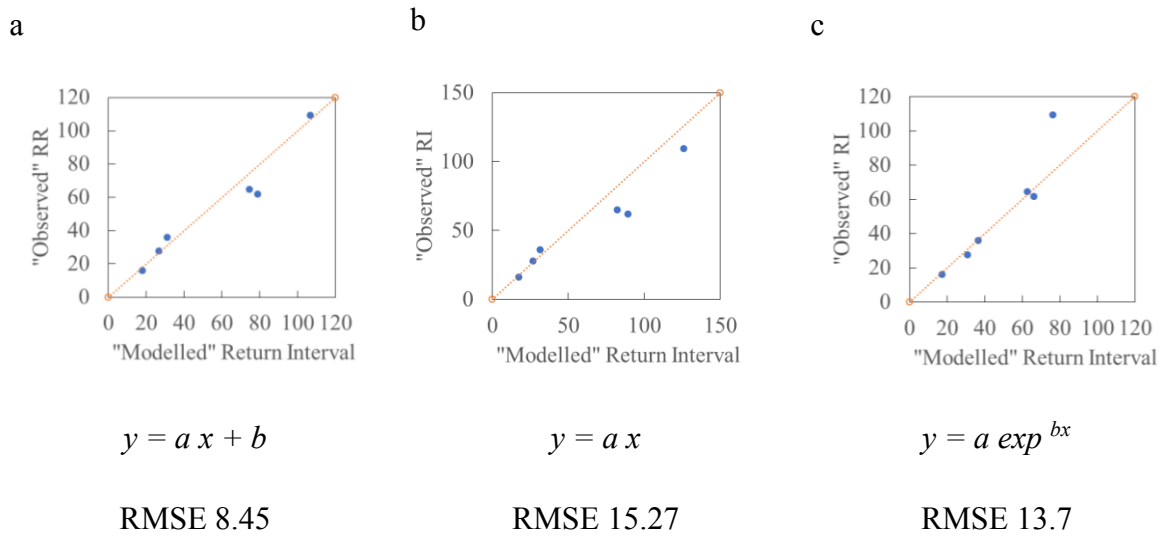 a
b
c
"Observed" RR
120
100
80
60
40
20
0
0 20 40 60 80 100 120
"Modelled" Return Interval
"Observed" RI
150
100
50
0
0 50 100 150
"Modelled" Return Interval
"Observed" RI
120
100
80
60
40
20
0
0 20 40 60 80 100 120
"Modelled" Return Interval
y = a x + b
y = a x
y = a exp bx
RMSE 8.45
RMSE 15.27
RMSE 13.7